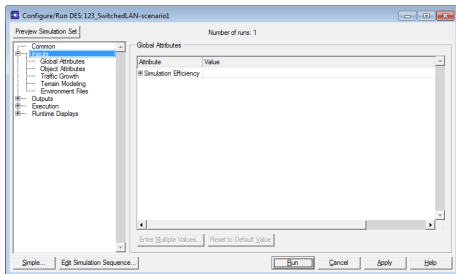 Configure/Run DES: 123_SwitchedLAN-scenario1
Preview Simulation Set
Number of runs: 1
Common
Inputs
Global Attributes
Object Attributes
Traffic Growth
Terrain Modeling
Environment Files
Outputs
Execution
Runtime Displays
Global Attributes
Attribute Value
Simulation Efficiency
Enter Multiple Values... Reset to Default Value
Simple... Edit Simulation Sequence... Run Cancel Apply Help